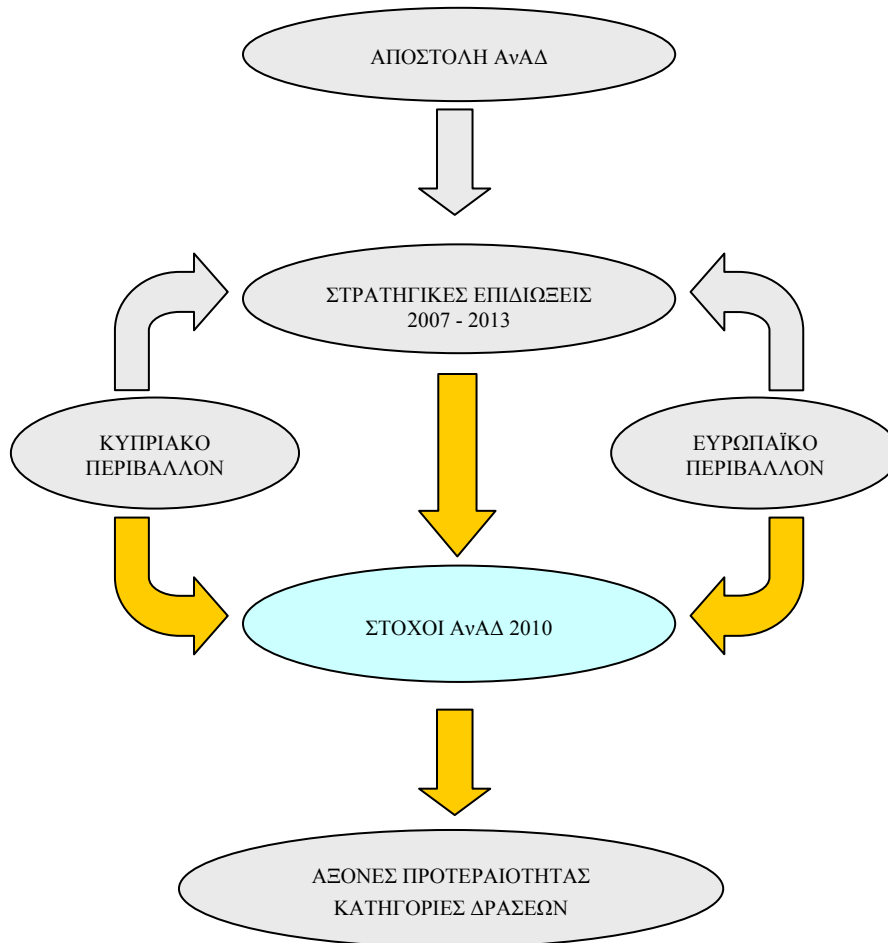 ΑΠΟΣΤΟΛΗ ΑνΑΔ
ΣΤΡΑΤΗΓΙΚΕΣ ΕΠΙΔΙΩΞΕΙΣ
2007 - 2013
ΚΥΠΡΙΑΚΟ
ΠΕΡΙΒΑΛΛΟΝ
ΕΥΡΩΠΑΪΚΟ
ΠΕΡΙΒΑΛΛΟΝ
ΣΤΟΧΟΙ ΑνΑΔ 2010
ΑΞΟΝΕΣ ΠΡΟΤΕΡΑΙΟΤΗΤΑΣ
ΚΑΤΗΓΟΡΙΕΣ ΔΡΑΣΕΩΝ